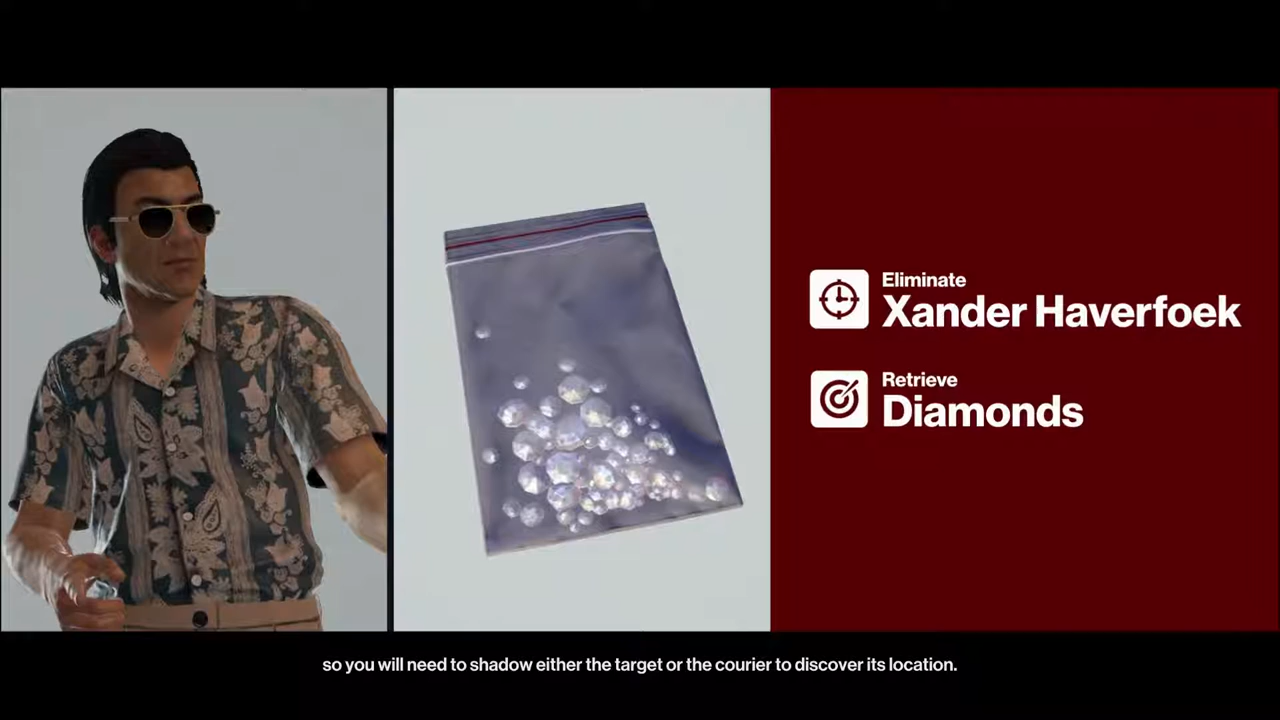 Eliminate
Xander Haverfoek
Retrieve
Diamonds
so you will need to shadow either the target or the courier to discover its location.